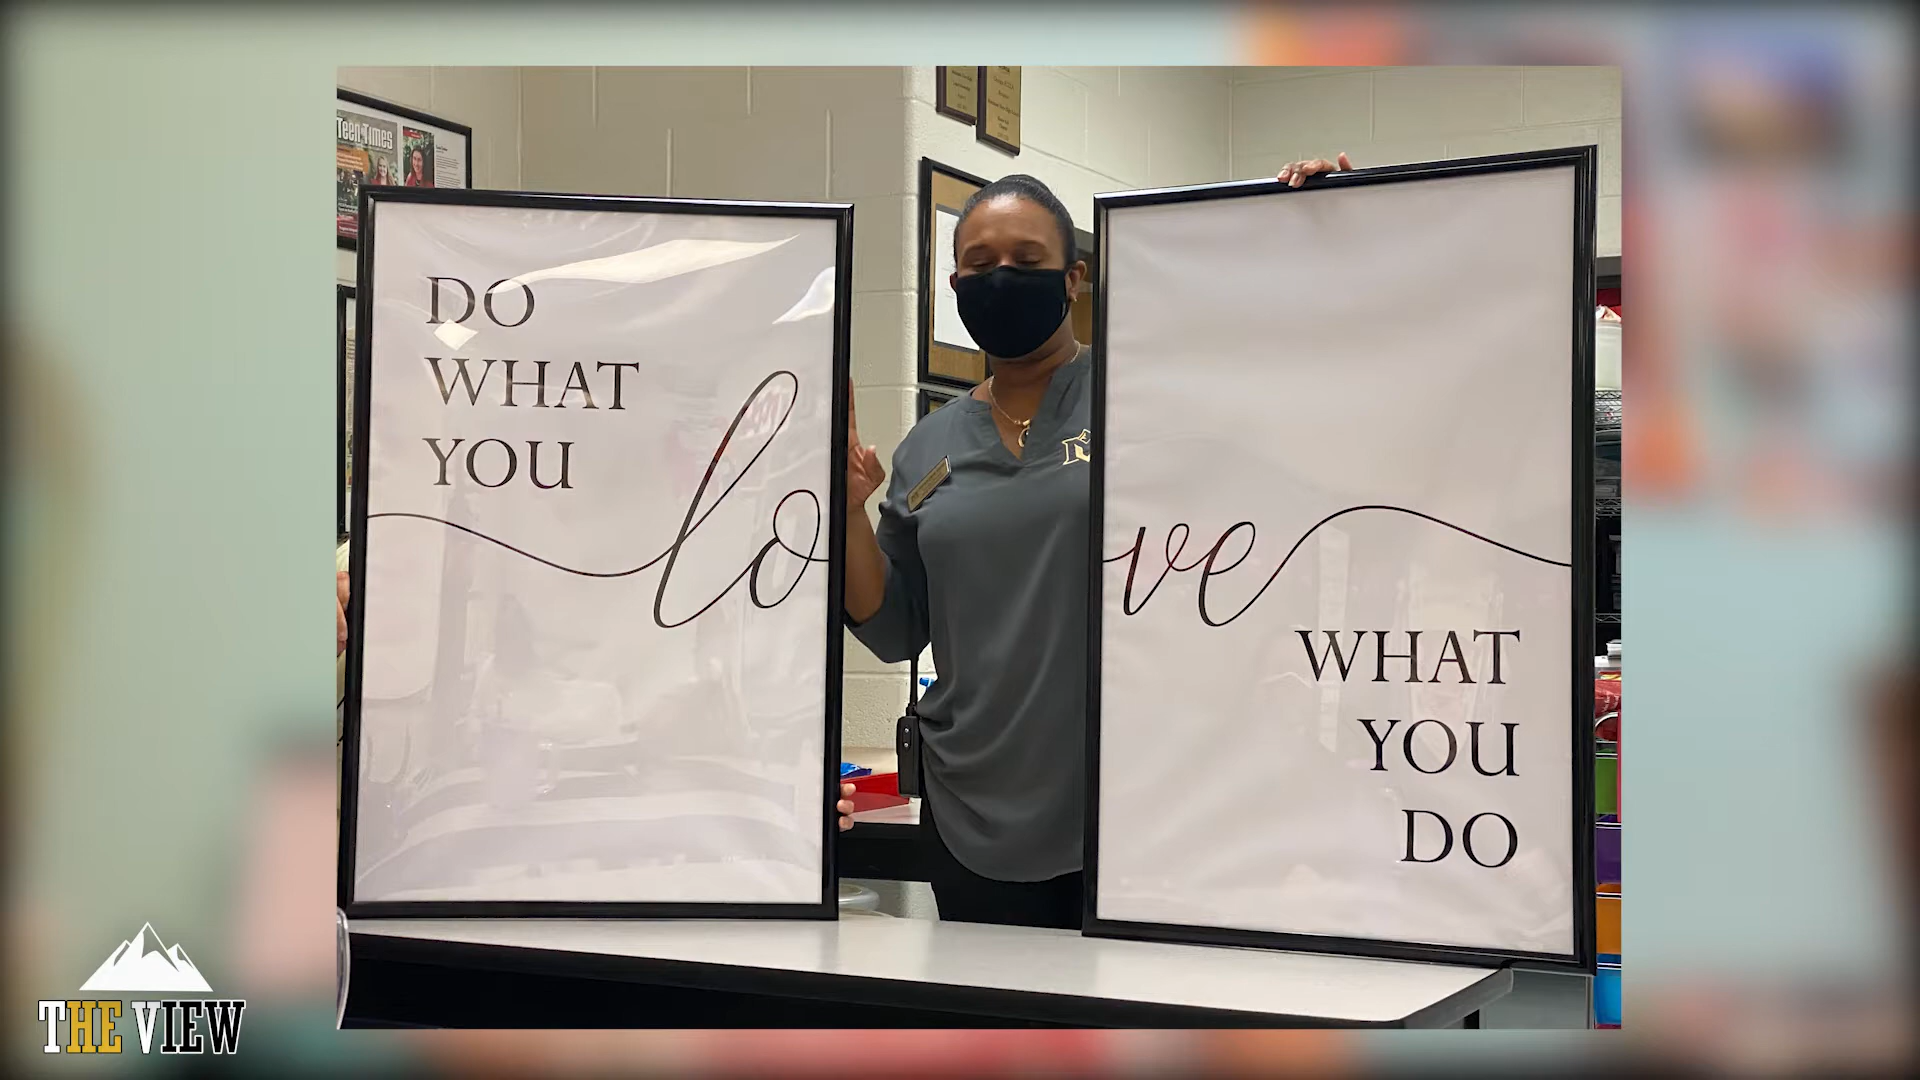 Teen Times
DO
WHAT
YOU
lo
ve
WHAT
YOU
DO
THE VIEW